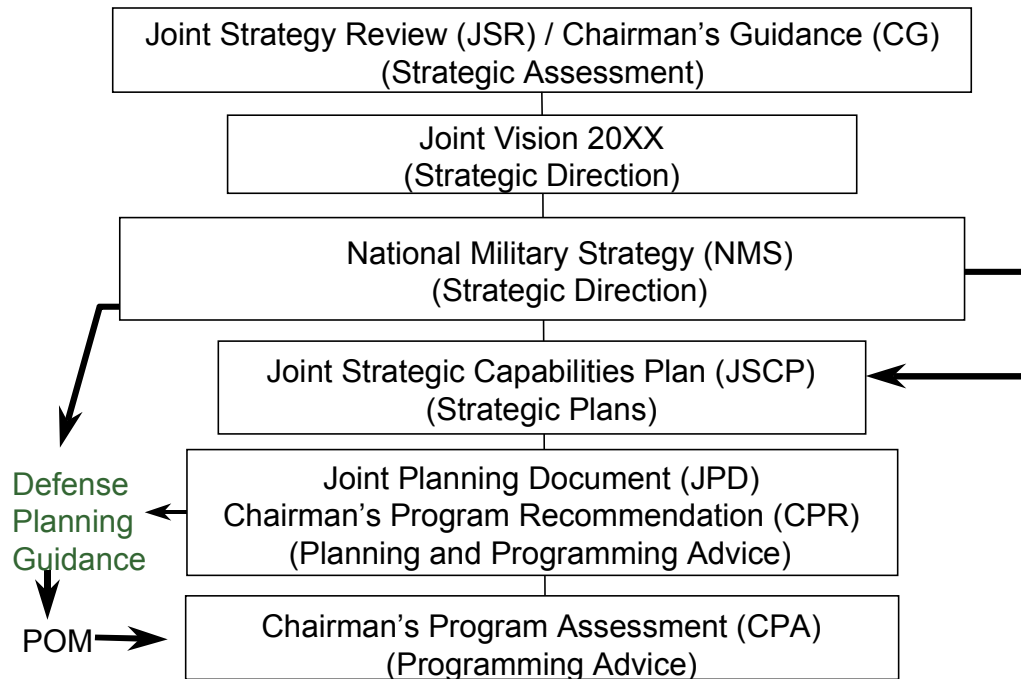 Joint Strategy Review (JSR) / Chairman’s Guidance (CG)
(Strategic Assessment)
Joint Vision 20XX
(Strategic Direction)
National Military Strategy (NMS)
(Strategic Direction)
Joint Strategic Capabilities Plan (JSCP)
(Strategic Plans)
Joint Planning Document (JPD)
Chairman’s Program Recommendation (CPR)
(Planning and Programming Advice)
Defense
Planning
Guidance
POM
Chairman’s Program Assessment (CPA)
(Programming Advice)